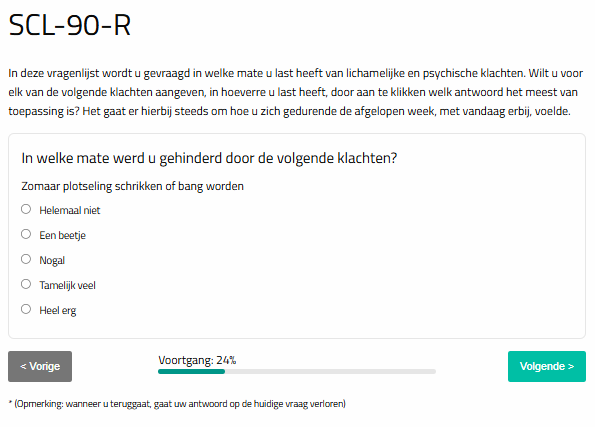 SCL-90-R
In deze vragenlijst wordt u gevraagd in welke mate u last heeft van lichamelijke en psychische klachten. Wilt u voor
elk van de volgende klachten aangeven, in hoeverre u last heeft, door aan te klikken welk antwoord het meest van
toepassing is? Het gaat er hierbij steeds om hoe u zich gedurende de afgelopen week, met vandaag erbij, voelde.
In welke mate werd u gehinderd door de volgende klachten?
Zomaar plotseling schrikken of bang worden
Helemaal niet
Een beetje
Nogal
Tamelijk veel
Heel erg
< Vorige
Voortgang: 24%
Volgende >
* (Opmerking: wanneer u teruggaat, gaat uw antwoord op de huidige vraag verloren)